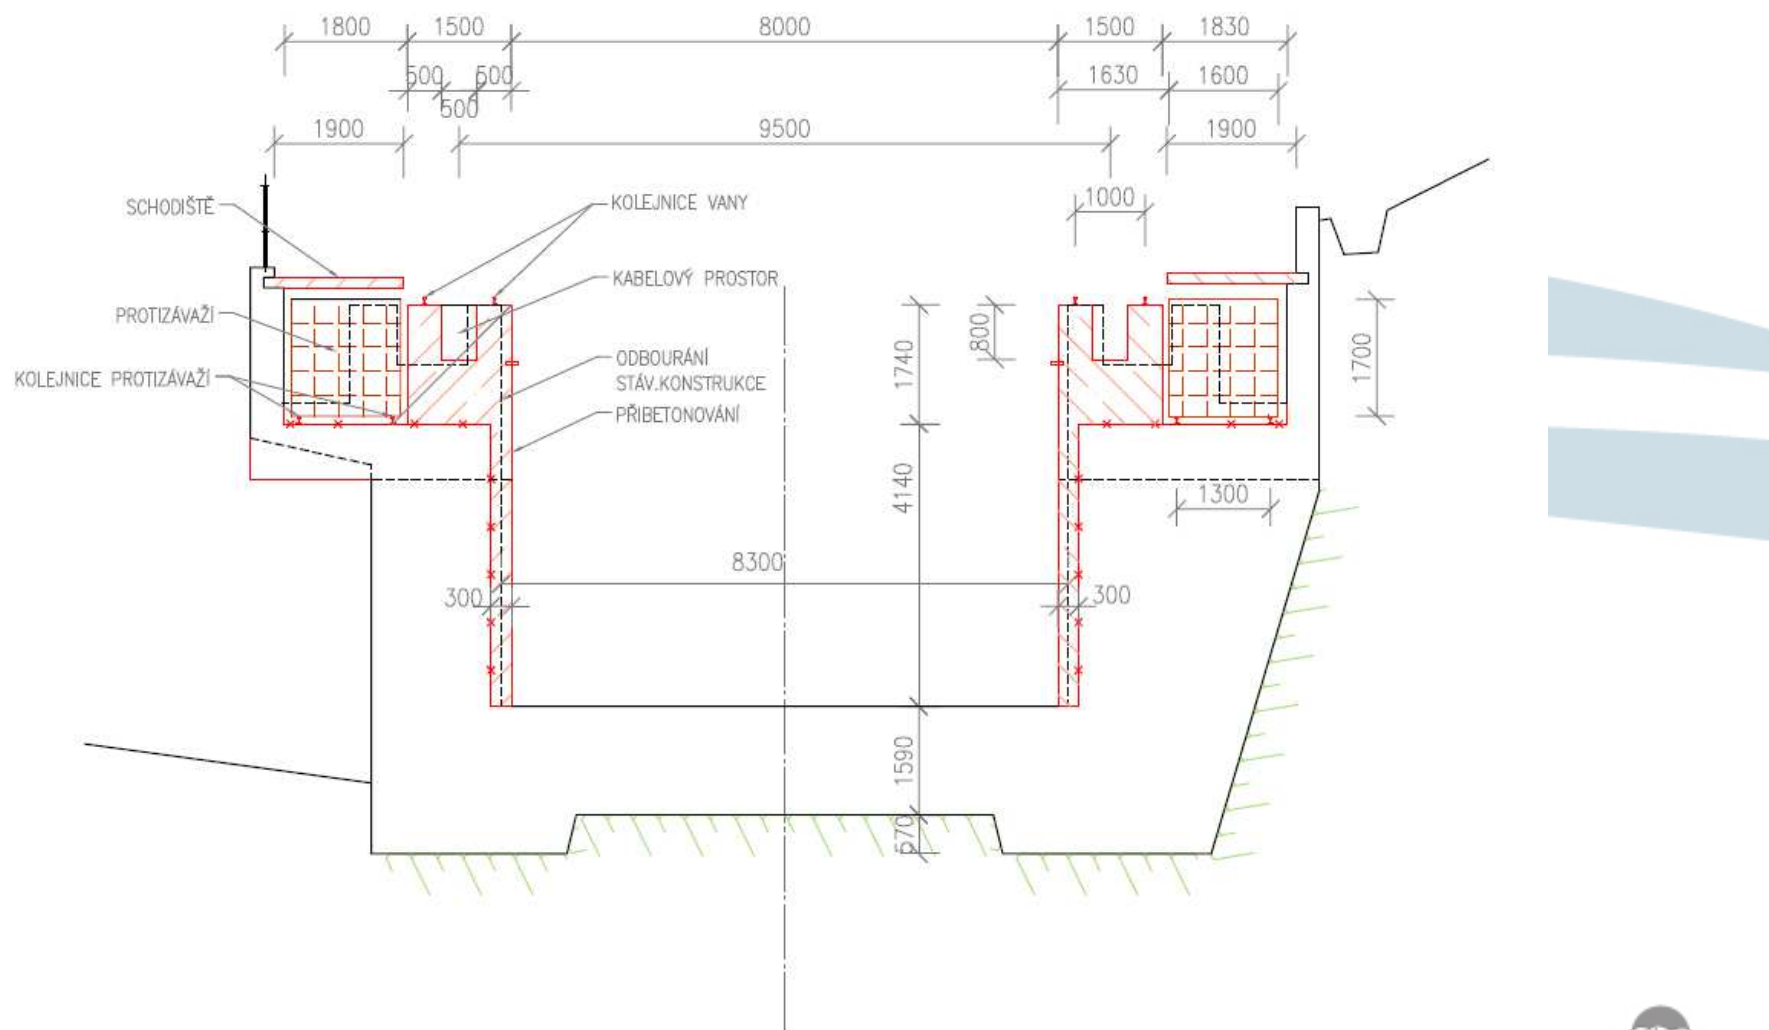 1800 1500 8000 1500 1830
500 500 1630 1600
500
1900 9500 1900
SCHODIŠTĚ KOLEJNICE VANY 1000
KABELOVÝ PROSTOR
PROTIZÁVAŽÍ 1740 800 1700
ODBOURÁNÍ
STÁV.KONSTRUKCE
KOLEJNICE PROTIZÁVAŽÍ
PŘIBETONOVÁNÍ
4140 1300
8300
300 300
1590
570